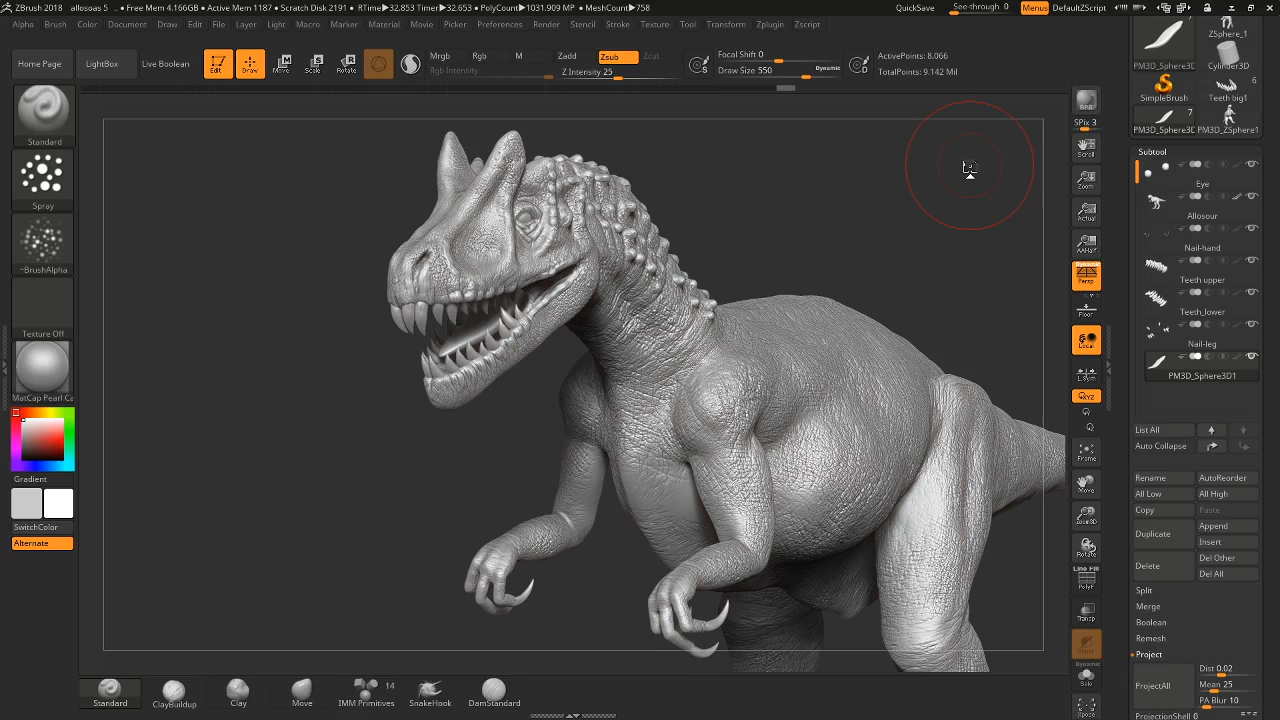 ZBrush 2018 allosoas 5 .. ● Free Mem 4.166GB ● Active Mem 1187 ● Scratch Disk 2191 ● RTime▶32.853 Timer▶32.653 ● PolyCount▶1031.909 MP ● MeshCount▶758 QuickSave See-through 0 Menus DefaultZScript
Alpha Brush Color Document Draw Edit File Layer Light Macro Marker Material Movie Picker Preferences Render Stencil Stroke Texture Tool Transform Zplugin Zscript
Home Page LightBox Live Boolean Edit Draw Move Scale Rotate
Mrgb Rgb M Zadd Zsub Zcut
Rgb Intensity Z Intensity 25
Focal Shift 0
Draw Size 550 Dynamic
ActivePoints: 8.066
TotalPoints: 9.142 Mil
S
D
Standard
Spray
~BrushAlpha
Texture Off
MatCap Pearl Ca
Gradient
SwitchColor
Alternate
BPR
SPix 3
Scroll
Zoom
Actual
AAHalf
Dynamic
Persp
Floor
Local
L.Sym
XYZ
Frame
Move
Zoom3D
Rotate
Line Fill
PolyF
Transp
Dynamic
Solo
Xpose
ZSphere_1
PM3D_Sphere3D Cylinder3D
6
SimpleBrush Teeth big1
7
PM3D_Sphere3D PM3D_ZSphere1
Subtool
Eye
Allosour
Nail-hand
Teeth upper
Teeth_lower
Nail-leg
PM3D_Sphere3D1
List All
Auto Collapse
Rename AutoReorder
All Low All High
Copy Paste
Duplicate Append
Insert
Delete Del Other
Del All
Split
Merge
Boolean
Remesh
Project
ProjectAll Dist 0.02
Mean 25
PA Blur 10
ProjectionShell 0
Standard ClayBuildup Clay Move IMM Primitives 14 SnakeHook DamStandard